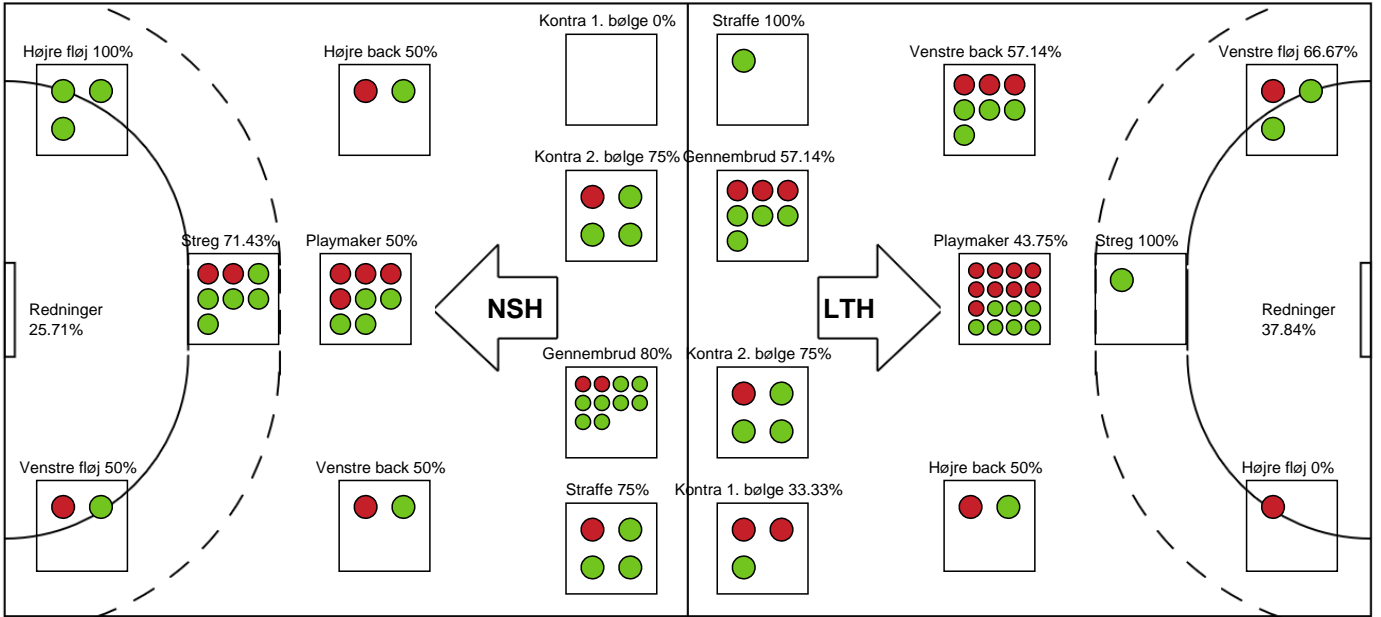 Kontra 1. bølge 0%
Straffe 100%
Højre fløj 100%
Højre back 50%
Venstre back 57.14%
Venstre fløj 66.67%
Kontra 2. bølge 75%
Gennembrud 57.14%
Streg 71.43%
Playmaker 50%
Playmaker 43.75%
Streg 100%
Redninger
25.71%
NSH
LTH
Redninger
37.84%
Gennembrud 80%
Kontra 2. bølge 75%
Venstre fløj 50%
Venstre back 50%
Højre back 50%
Højre fløj 0%
Straffe 75%
Kontra 1. bølge 33.33%